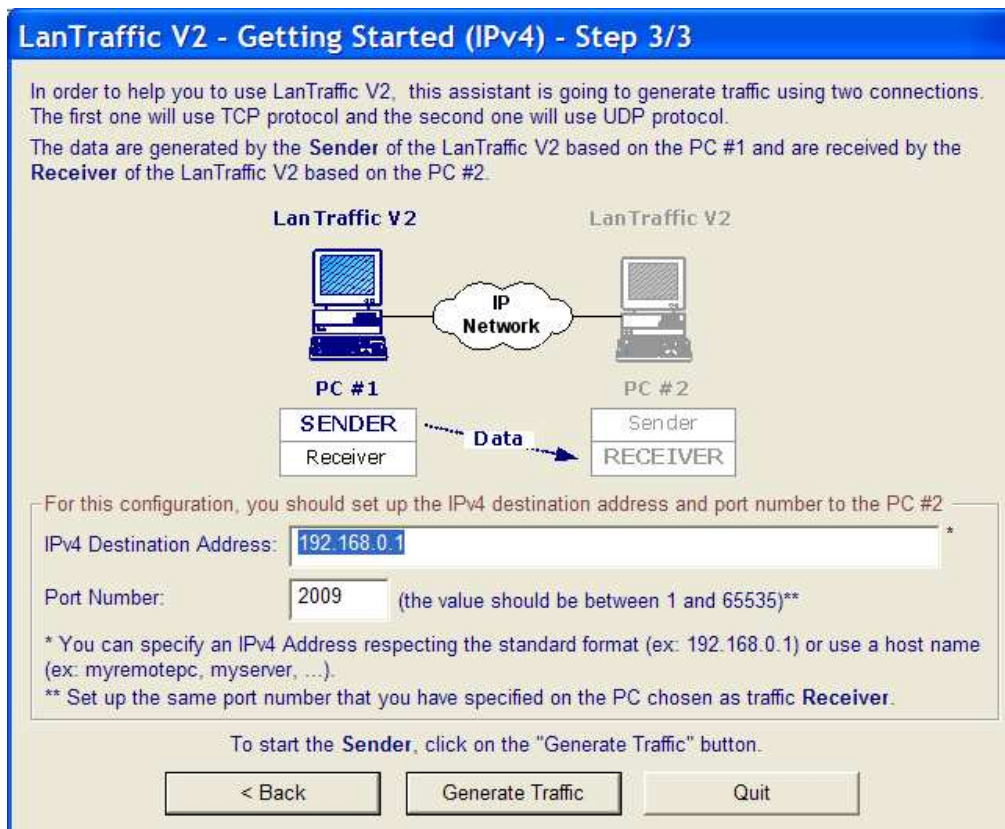 LanTraffic V2 - Getting Started (IPv4) - Step 3/3
In order to help you to use LanTraffic V2, this assistant is going to generate traffic using two connections.
The first one will use TCP protocol and the second one will use UDP protocol.
The data are generated by the Sender of the LanTraffic V2 based on the PC #1 and are received by the
Receiver of the LanTraffic V2 based on the PC #2.
LanTraffic V2
LanTraffic V2
IP
Network
PC #1
PC #2
SENDER
Receiver
Data
Sender
RECEIVER
For this configuration, you should set up the IPv4 destination address and port number to the PC #2
IPv4 Destination Address: 192.168.0.1 *
Port Number: 2009 (the value should be between 1 and 65535)**
* You can specify an IPv4 Address respecting the standard format (ex: 192.168.0.1) or use a host name
(ex: myremotepc, myserver, ...).
** Set up the same port number that you have specified on the PC chosen as traffic Receiver.
To start the Sender, click on the "Generate Traffic" button.
< Back
Generate Traffic
Quit